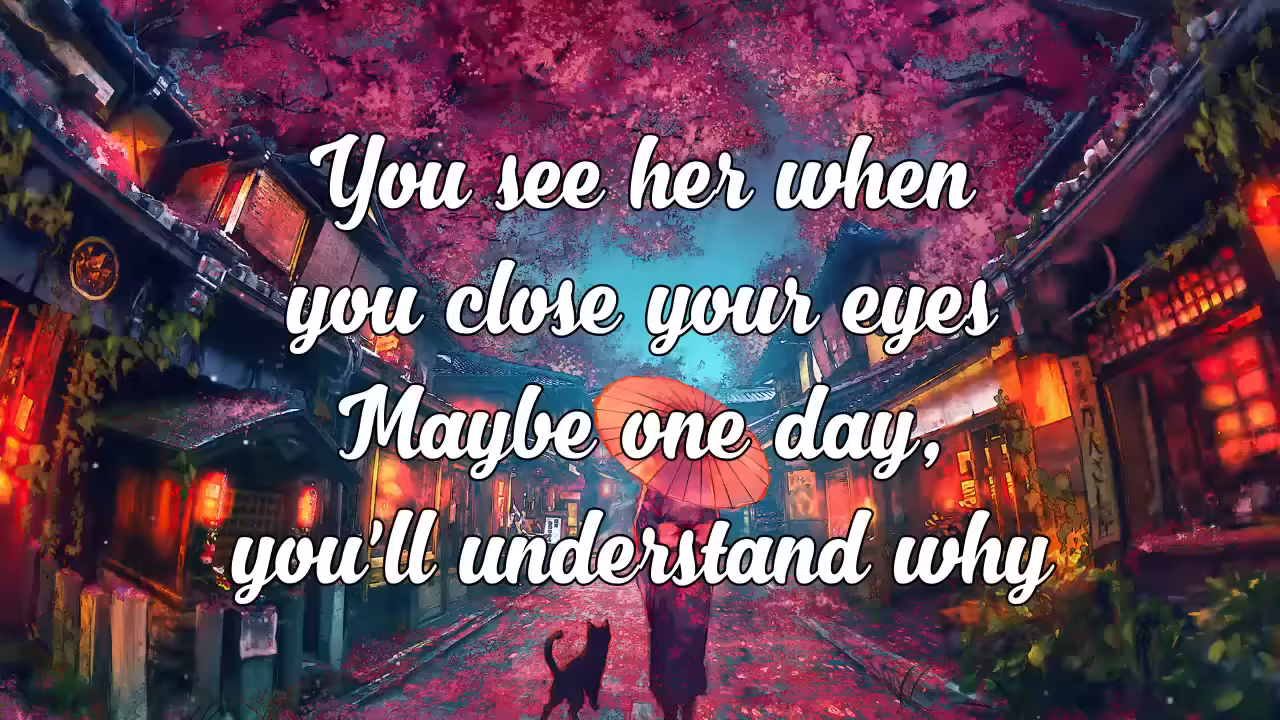 You see her when
you close your eyes
Maybe one day,
you'll understand why